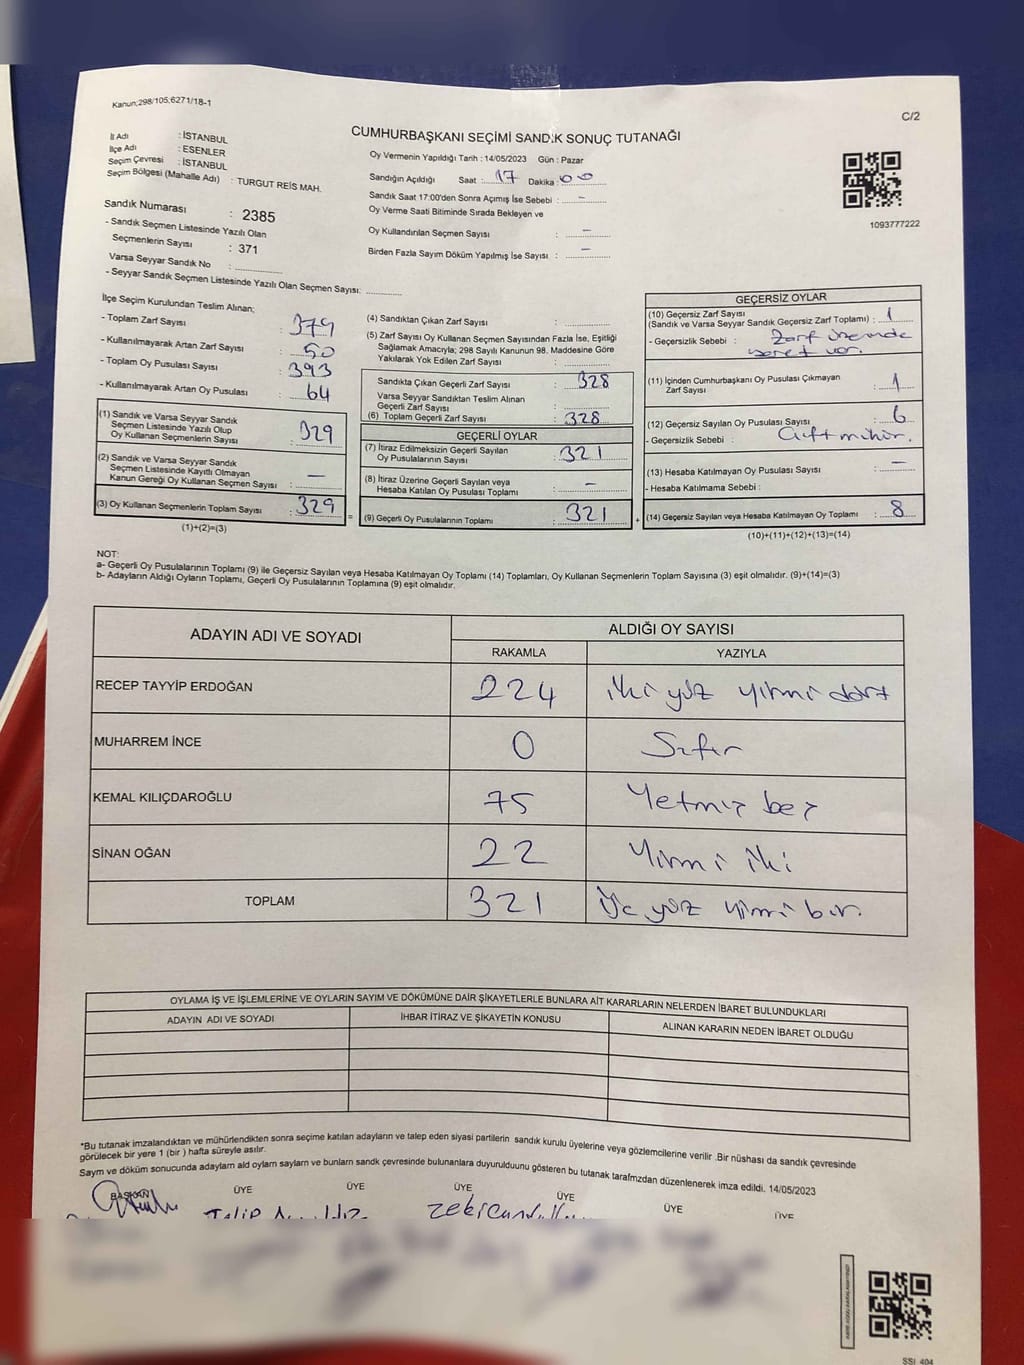 Kanun;298/105;6271/18-1
C/2
CUMHURBAŞKANI SEÇİMİ SANDIK SONUÇ TUTANAĞI
İl Adı : İSTANBUL
İlçe Adı : ESENLER
Seçim Çevresi : İSTANBUL
Seçim Bölgesi (Mahalle Adı) : TURGUT REİS MAH.
Sandık Numarası : 2385
- Sandık Seçmen Listesinde Yazılı Olan
Seçmenlerin Sayısı : 371
Varsa Seyyar Sandık No :
- Seyyar Sandık Seçmen Listesinde Yazılı Olan Seçmen Sayısı:
Oy Vermenin Yapıldığı Tarih : 14/05/2023 Gün : Pazar
Sandığın Açıldığı Saat : 17 Dakika : 00
Sandık Saat 17:00'den Sonra Açımış İse Sebebi : -
Oy Verme Saati Bitiminde Sırada Bekleyen ve
Oy Kullandırılan Seçmen Sayısı : -
Birden Fazla Sayım Döküm Yapılmış İse Sayısı : -
1093777222
İlçe Seçim Kurulundan Teslim Alınan;
- Toplam Zarf Sayısı : 379
- Kullanılmayarak Artan Zarf Sayısı : 50
- Toplam Oy Pusulası Sayısı : 393
- Kullanılmayarak Artan Oy Pusulası : 64
(1) Sandık ve Varsa Seyyar Sandık
Seçmen Listesinde Yazılı Olup
Oy Kullanan Seçmenlerin Sayısı : 329
(2) Sandık ve Varsa Seyyar Sandık
Seçmen Listesinde Kayıtlı Olmayan
Kanun Gereği Oy Kullanan Seçmen Sayısı : -
(3) Oy Kullanan Seçmenlerin Toplam Sayısı : 329
(1)+(2)=(3)
(4) Sandıktan Çıkan Zarf Sayısı :
(5) Zarf Sayısı Oy Kullanan Seçmen Sayısından Fazla İse, Eşitliği
Sağlamak Amacıyla; 298 Sayılı Kanunun 98. Maddesine Göre
Yakılarak Yok Edilen Zarf Sayısı :
Sandıkta Çıkan Geçerli Zarf Sayısı : 328
Varsa Seyyar Sandıktan Teslim Alınan
Geçerli Zarf Sayısı :
(6) Toplam Geçerli Zarf Sayısı : 328
GEÇERLİ OYLAR
(7) İtiraz Edilmeksizin Geçerli Sayılan
Oy Pusulalarının Sayısı : 321
(8) İtiraz Üzerine Geçerli Sayılan veya
Hesaba Katılan Oy Pusulası Toplamı : -
= (9) Geçerli Oy Pusulalarının Toplamı : 321
GEÇERSİZ OYLAR
(10) Geçersiz Zarf Sayısı
(Sandık ve Varsa Seyyar Sandık Geçersiz Zarf Toplamı) : 1
- Geçersizlik Sebebi : Zarf üzerinde
var.
(11) İçinden Cumhurbaşkanı Oy Pusulası Çıkmayan
Zarf Sayısı : 1
(12) Geçersiz Sayılan Oy Pusulası Sayısı : 6
- Geçersizlik Sebebi : Çift mühür.
(13) Hesaba Katılmayan Oy Pusulası Sayısı : -
- Hesaba Katılmama Sebebi :
+ (14) Geçersiz Sayılan veya Hesaba Katılmayan Oy Toplamı : 8
(10)+(11)+(12)+(13)=(14)
NOT:
a- Geçerli Oy Pusulalarının Toplamı (9) ile Geçersiz Sayılan veya Hesaba Katılmayan Oy Toplamı (14) Toplamları, Oy Kullanan Seçmenlerin Toplam Sayısına (3) eşit olmalıdır. (9)+(14)=(3)
b- Adayların Aldığı Oyların Toplamı, Geçerli Oy Pusulalarının Toplamına (9) eşit olmalıdır.
ADAYIN ADI VE SOYADI
ALDIĞI OY SAYISI
RAKAMLA YAZIYLA
RECEP TAYYİP ERDOĞAN 224 iki yüz yirmi dört
MUHARREM İNCE 0 Sıfır
KEMAL KILIÇDAROĞLU 75 Yetmiş beş
SİNAN OĞAN 22 Yirmi iki
TOPLAM 321 Üç yüz yirmi bir.
OYLAMA İŞ VE İŞLEMLERİNE VE OYLARIN SAYIM VE DÖKÜMÜNE DAİR ŞİKAYETLERLE BUNLARA AİT KARARLARIN NELERDEN İBARET BULUNDUKLARI
ADAYIN ADI VE SOYADI İHBAR İTİRAZ VE ŞİKAYETİN KONUSU ALINAN KARARIN NEDEN İBARET OLDUĞU
*Bu tutanak imzalandıktan ve mühürlendikten sonra seçime katılan adayların ve talep eden siyasi partilerin sandık kurulu üyelerine veya gözlemcilerine verilir .Bir nüshası da sandık çevresinde
görülecek bir yere 1 (bir ) hafta süreyle asılır.
Sayım ve döküm sonucunda adaylarm ald oylarm saylarn ve bunlarn sandk çevresinde bulunanlara duyurulduunu gösteren bu tutanak tarafmzdan düzenlenerek imza edildi. 14/05/2023
BAŞKAN ÜYE ÜYE ÜYE ÜYE ÜYE ÜYE
SSI 404